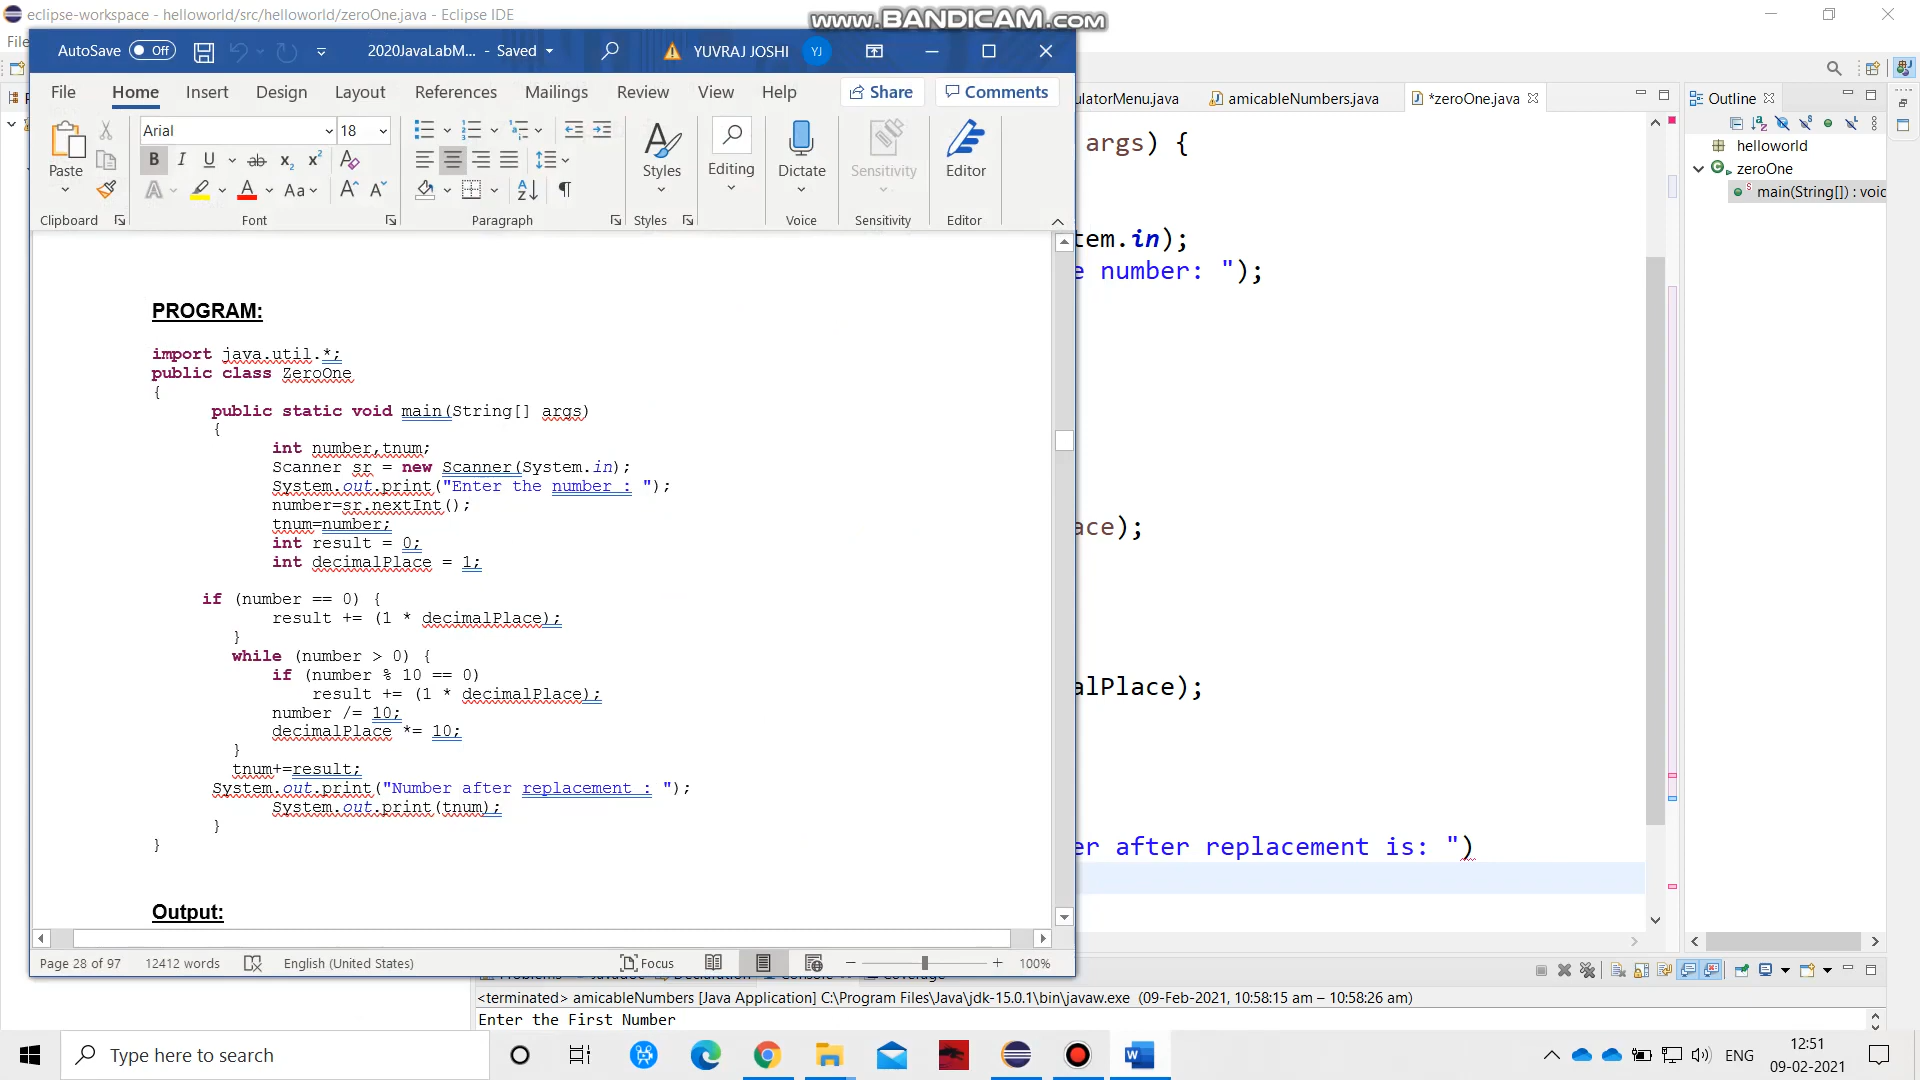 eclipse-workspace - helloworld/src/helloworld/zeroOne.java - Eclipse IDE
www.BANDICAM.com
File
AutoSave Off 2020JavaLabM... - Saved YUVRAJ JOSHI YJ
File Home Insert Design Layout References Mailings Review View Help Share Comments
Arial 18
Paste Styles Editing Dictate Sensitivity Editor
Clipboard Font Paragraph Styles Voice Sensitivity Editor
PROGRAM:
import java.util.*;
public class ZeroOne
{
public static void main(String[] args)
{
int number,tnum;
Scanner sr = new Scanner(System.in);
System.out.print("Enter the number : ");
number=sr.nextInt();
tnum=number;
int result = 0;
int decimalPlace = 1;
if (number == 0) {
result += (1 * decimalPlace);
}
while (number > 0) {
if (number % 10 == 0)
result += (1 * decimalPlace);
number /= 10;
decimalPlace *= 10;
}
tnum+=result;
System.out.print("Number after replacement : ");
System.out.print(tnum);
}
}
Output:
Page 28 of 97 12412 words English (United States) Focus 100%
ulatorMenu.java amicableNumbers.java *zeroOne.java
args) {
tem.in);
e number: ");
ace);
alPlace);
er after replacement is: ")
Outline
helloworld
zeroOne
main(String[]) : voic
<terminated> amicableNumbers [Java Application] C:\Program Files\Java\jdk-15.0.1\bin\javaw.exe (09-Feb-2021, 10:58:15 am – 10:58:26 am)
Enter the First Number
Type here to search
ENG
12:51
09-02-2021